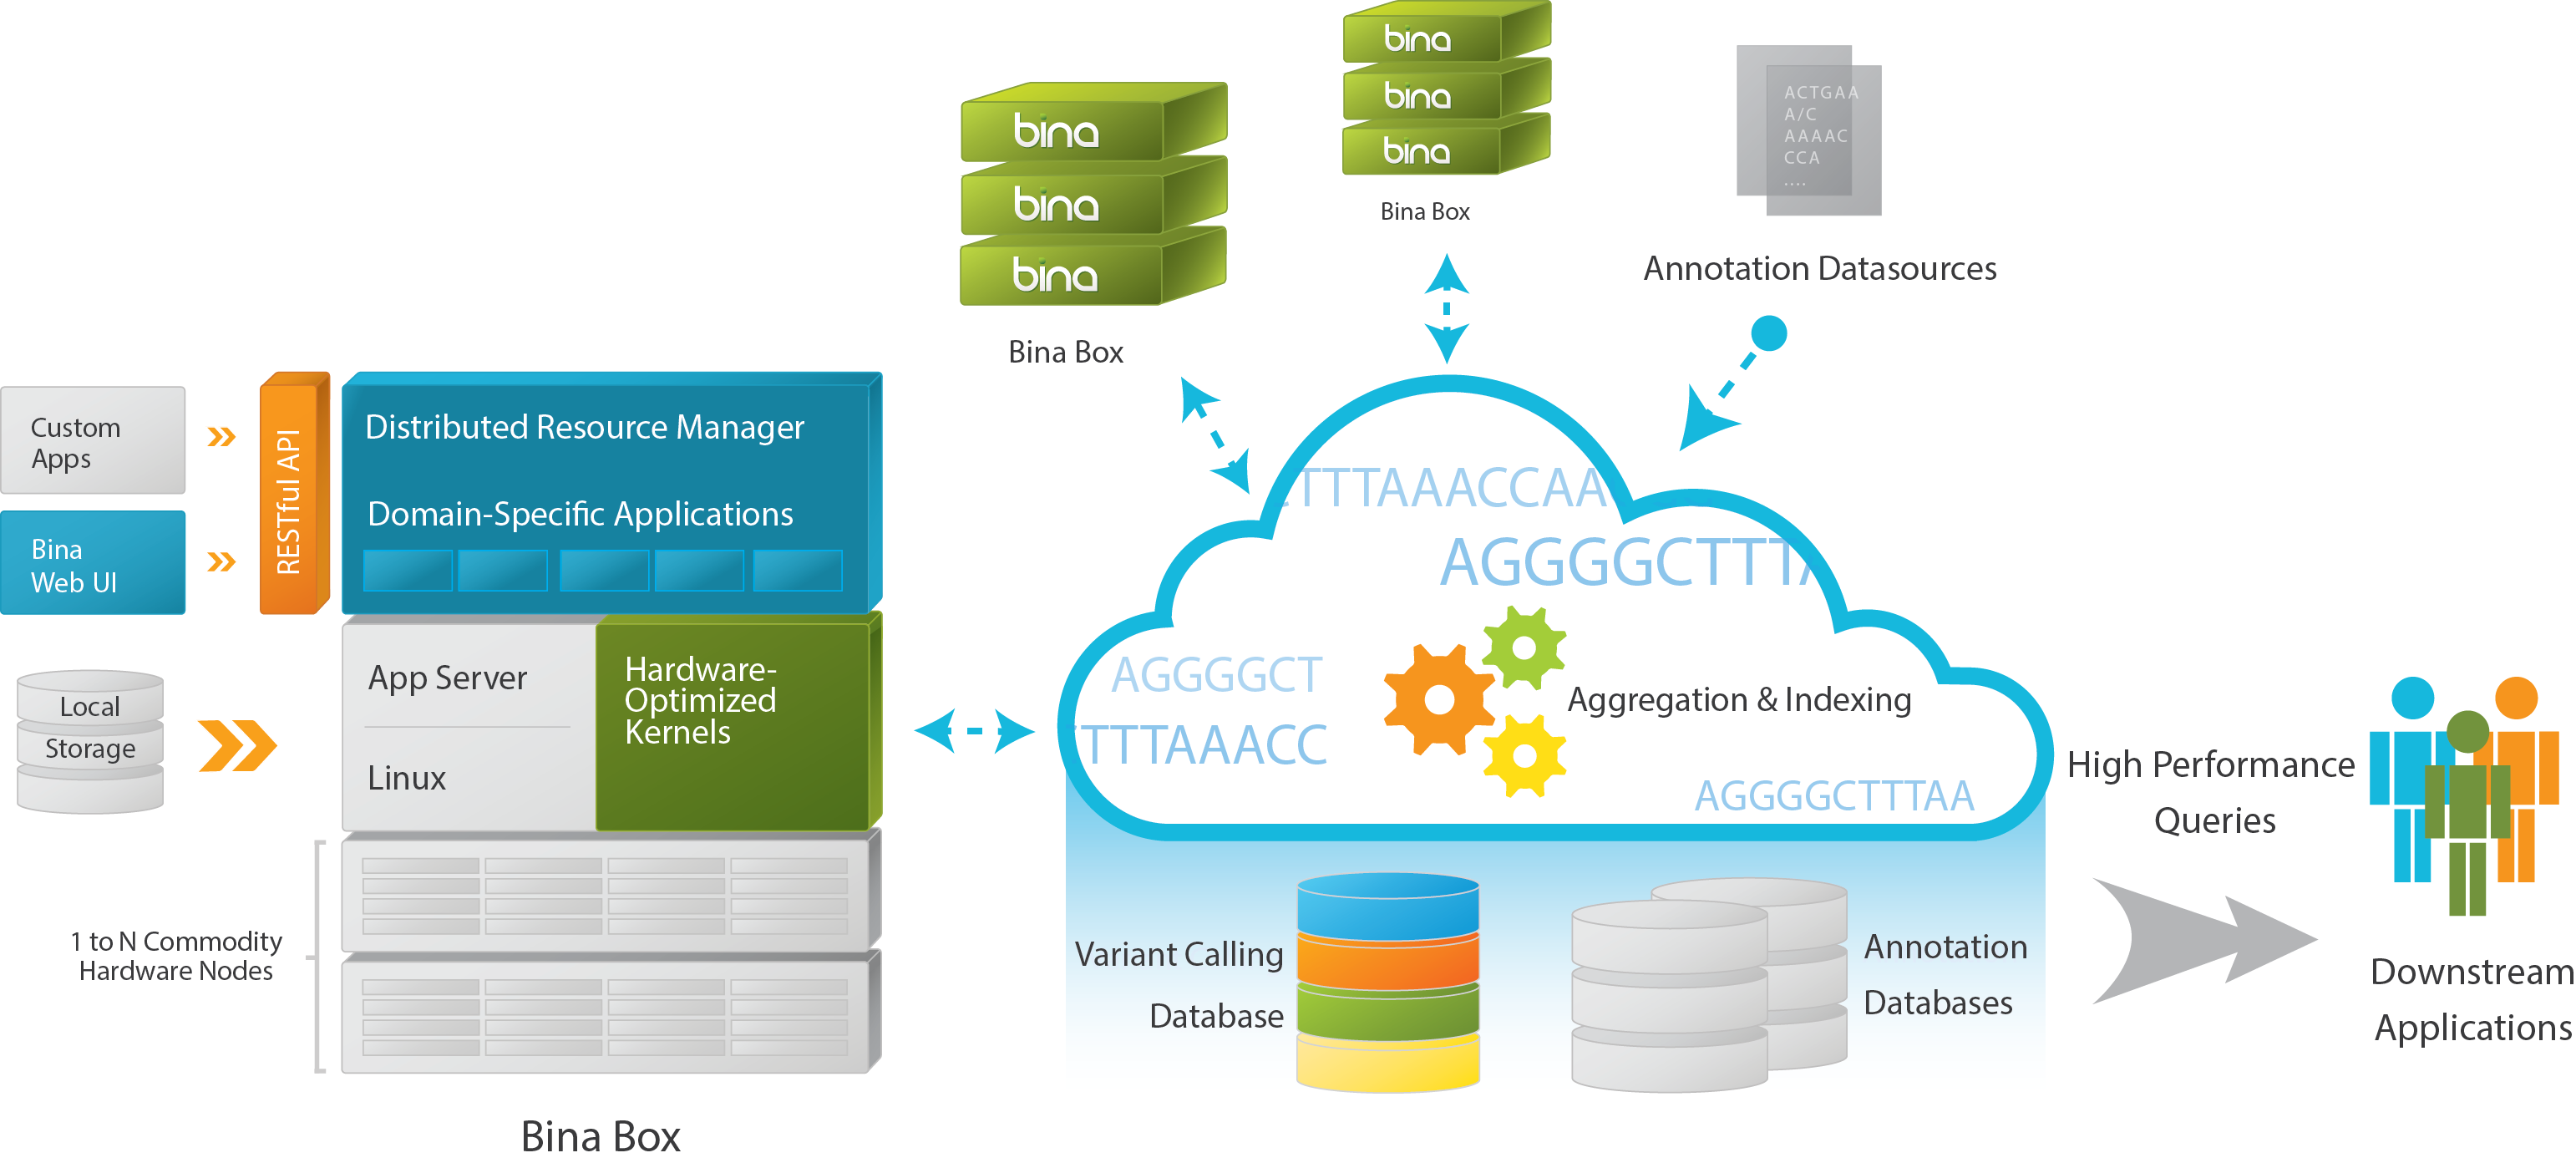 bina
bina
bina
Bina Box
bina
bina
bina
Bina Box
ACTGAA
A/C
AAAAC
CCA
....
Annotation Datasources
Custom
Apps
Bina
Web UI
RESTful API
Distributed Resource Manager
Domain-Specific Applications
Local
Storage
App Server
Linux
Hardware-
Optimized
Kernels
1 to N Commodity
Hardware Nodes
Bina Box
CTTTAAACCAA
AGGGGCTTTA
AGGGGCT
TTTAAACC
Aggregation & Indexing
AGGGGCTTTAA
Variant Calling
Database
Annotation
Databases
High Performance
Queries
Downstream
Applications